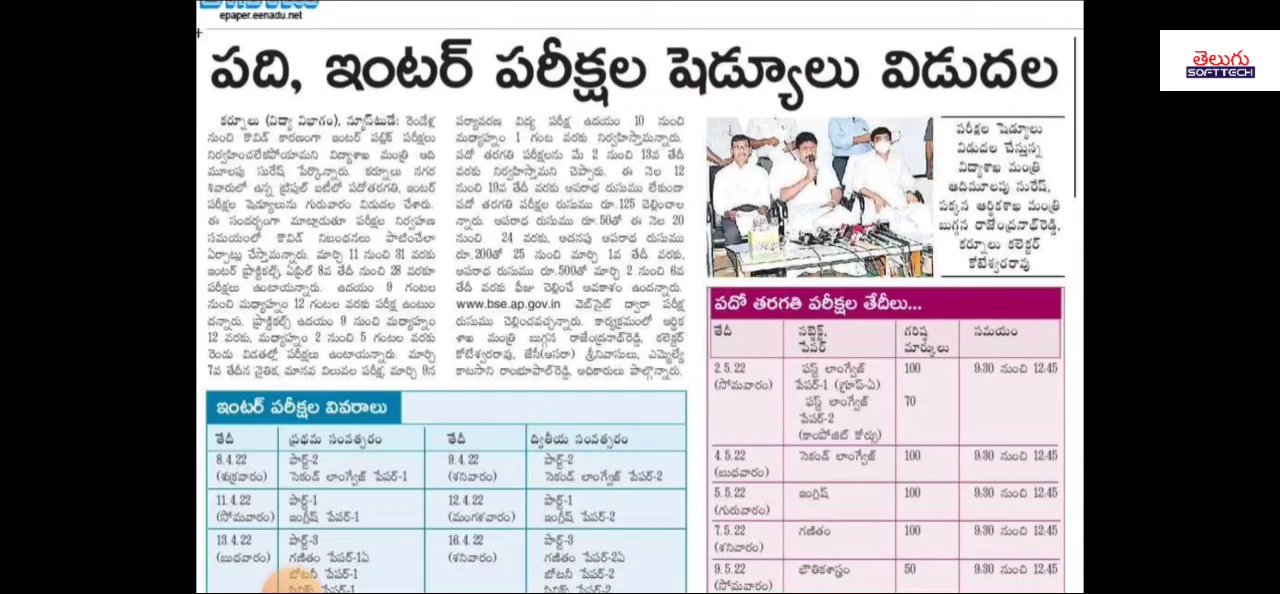 epaper.eenadu.net
తెలుగు
SOFTTECH
పది, ఇంటర్ పరీక్షల షెడ్యూలు విడుదల
కర్నూలు (విద్యా విభాగం), న్యూస్‌టుడే: రెండేళ్ల
నుంచి కొవిడ్ కారణంగా ఇంటర్ పబ్లిక్ పరీక్షలు
నిర్వహించలేకపోయామని విద్యాశాఖ మంత్రి ఆది
మూలపు సురేష్ పేర్కొన్నారు. కర్నూలు నగర
శివారులో ఉన్న ట్రిపుల్ ఐటీలో పదోతరగతి, ఇంటర్
పరీక్షల షెడ్యూలును గురువారం విడుదల చేశారు.
ఈ సందర్భంగా మాట్లాడుతూ పరీక్షల నిర్వహణ
సమయంలో కొవిడ్ నిబంధనలు పాటించేలా
ఏర్పాట్లు చేస్తామన్నారు. మార్చి 11 నుంచి 31 వరకు
ఇంటర్ ప్రాక్టికల్స్, ఏప్రిల్ 8వ తేదీ నుంచి 28 వరకూ
పరీక్షలు ఉంటాయన్నారు. ఉదయం 9 గంటల
నుంచి మధ్యాహ్నం 12 గంటల వరకు పరీక్ష ఉంటుం
దన్నారు. ప్రాక్టికల్స్ ఉదయం 9 నుంచి మధ్యాహ్నం
12 వరకు, మధ్యాహ్నం 2 నుంచి 5 గంటల వరకు
రెండు విడతల్లో పరీక్షలు ఉంటాయన్నారు. మార్చి
7వ తేదీన నైతిక, మానవ విలువల పరీక్ష, మార్చి 9న
పర్యావరణ విద్య పరీక్ష ఉదయం 10 నుంచి
మధ్యాహ్నం 1 గంట వరకు నిర్వహిస్తామన్నారు.
పదో తరగతి పరీక్షలను మే 2 నుంచి 13వ తేదీ
వరకు నిర్వహిస్తామని చెప్పారు. ఈ నెల 12
నుంచి 19వ తేదీ వరకు అపరాధ రుసుము లేకుండా
పదో తరగతి పరీక్షల రుసుము రూ.125 చెల్లించాల
న్నారు. అపరాధ రుసుము రూ.50తో ఈ నెల 20
నుంచి 24 వరకు, అదనపు అపరాధ రుసుము
రూ.200తో 25 నుంచి మార్చి 1వ తేదీ వరకు,
అపరాధ రుసుము రూ.500తో మార్చి 2 నుంచి 6వ
తేదీ వరకు ఫీజు చెల్లించే అవకాశం ఉందన్నారు.
www.bse.ap.gov.in వెబ్‌సైట్ ద్వారా పరీక్ష
రుసుము చెల్లించవచ్చన్నారు. కార్యక్రమంలో ఆర్థిక
శాఖ మంత్రి బుగ్గన రాజేంద్రనాథ్‌రెడ్డి, కలెక్టర్
కోటేశ్వరరావు, జేసీ(ఆసరా) శ్రీనివాసులు, ఎమ్మెల్యే
కాటసాని రాంభూపాల్‌రెడ్డి, అధికారులు పాల్గొన్నారు.
పరీక్షల షెడ్యూలు
విడుదల చేస్తున్న
విద్యాశాఖ మంత్రి
ఆదిమూలపు సురేష్,
పక్కన ఆర్థికశాఖ మంత్రి
బుగ్గన రాజేంద్రనాథ్‌రెడ్డి,
కర్నూలు కలెక్టర్
కోటేశ్వరరావు
ఇంటర్ పరీక్షల వివరాలు
తేదీ ప్రథమ సంవత్సరం తేదీ ద్వితీయ సంవత్సరం
8.4.22 పార్ట్-2 9.4.22 పార్ట్-2
(శుక్రవారం) సెకండ్ లాంగ్వేజ్ పేపర్-1 (శనివారం) సెకండ్ లాంగ్వేజ్ పేపర్-2
11.4.22 పార్ట్-1 12.4.22 పార్ట్-1
(సోమవారం) ఇంగ్లీష్ పేపర్-1 (మంగళవారం) ఇంగ్లీష్ పేపర్-2
13.4.22 పార్ట్-3 16.4.22 పార్ట్-3
(బుధవారం) గణితం పేపర్-1ఏ (శనివారం) గణితం పేపర్-2ఏ
బోటనీ పేపర్-1 బోటనీ పేపర్-2
పదో తరగతి పరీక్షల తేదీలు...
తేదీ సబ్జెక్ట్, గరిష్ఠ సమయం
పేపర్ మార్కులు
2.5.22 ఫస్ట్ లాంగ్వేజ్ 100 9.30 నుంచి 12.45
(సోమవారం) పేపర్-1 (గ్రూప్-ఏ)
ఫస్ట్ లాంగ్వేజ్ 70
పేపర్-2
(కాంపోజిట్ కోర్సు)
4.5.22 సెకండ్ లాంగ్వేజ్ 100 9.30 నుంచి 12.45
(బుధవారం)
5.5.22 ఇంగ్లిష్ 100 9.30 నుంచి 12.45
(గురువారం)
7.5.22 గణితం 100 9.30 నుంచి 12.45
(శనివారం)
9.5.22 భౌతికశాస్త్రం 50 9.30 నుంచి 12.45
(సోమవారం)